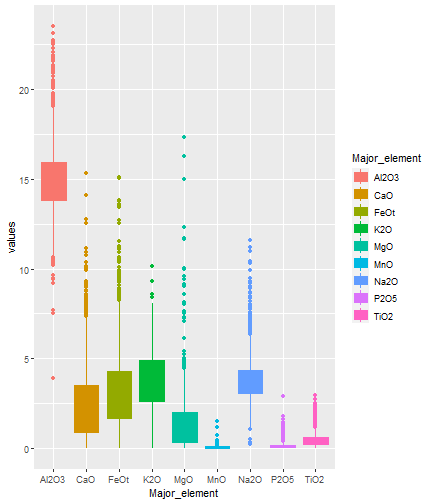 values
20
15
10
5
0
Al2O3 CaO FeOt K2O MgO MnO Na2O P2O5 TiO2
Major_element
Major_element
Al2O3
CaO
FeOt
K2O
MgO
MnO
Na2O
P2O5
TiO2